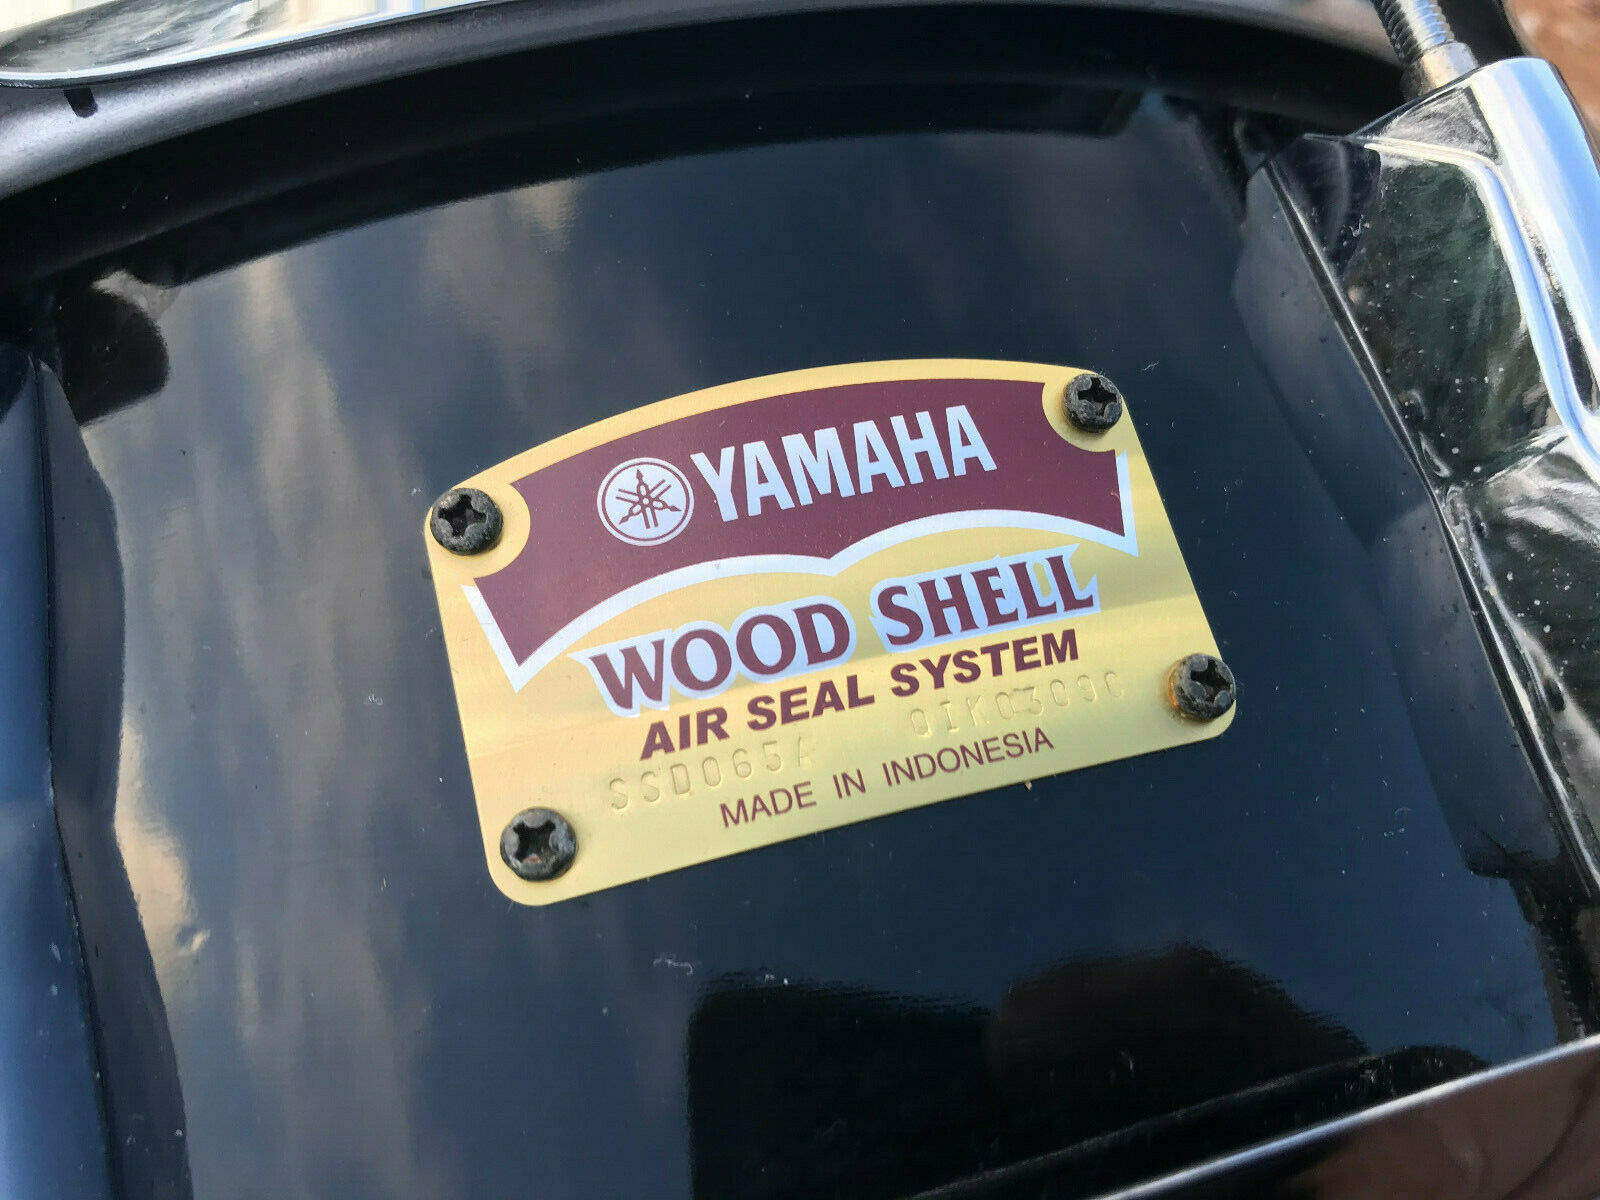 YAMAHA
WOOD SHELL
AIR SEAL SYSTEM
SSD065A
MADE IN INDONESIA